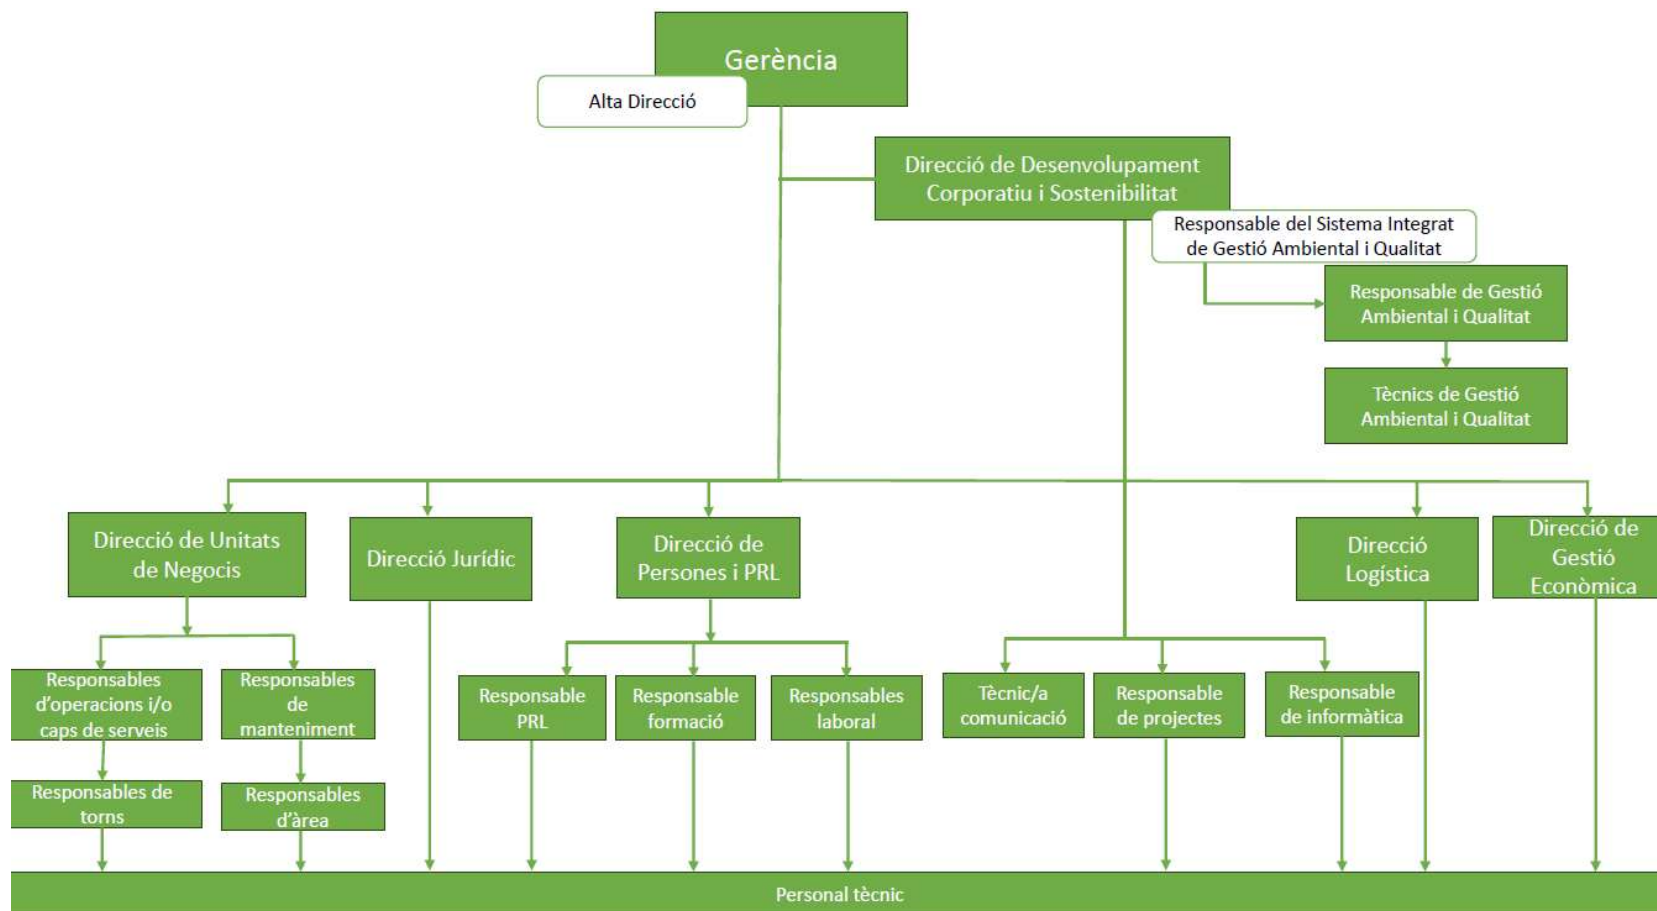 Gerència
Alta Direcció
Direcció de Desenvolupament
Corporatiu i Sostenibilitat
Responsable del Sistema Integrat
de Gestió Ambiental i Qualitat
Responsable de Gestió
Ambiental i Qualitat
Tècnics de Gestió
Ambiental i Qualitat
Direcció de Unitats
de Negocis
Direcció Jurídic
Direcció de
Persones i PRL
Direcció
Logística
Direcció de
Gestió
Econòmica
Responsables
d'operacions i/o
caps de serveis
Responsables
de
manteniment
Responsable
PRL
Responsable
formació
Responsables
laboral
Tècnic/a
comunicació
Responsable
de projectes
Responsable
de informàtica
Responsables de
torns
Responsables
d'àrea
Personal tècnic